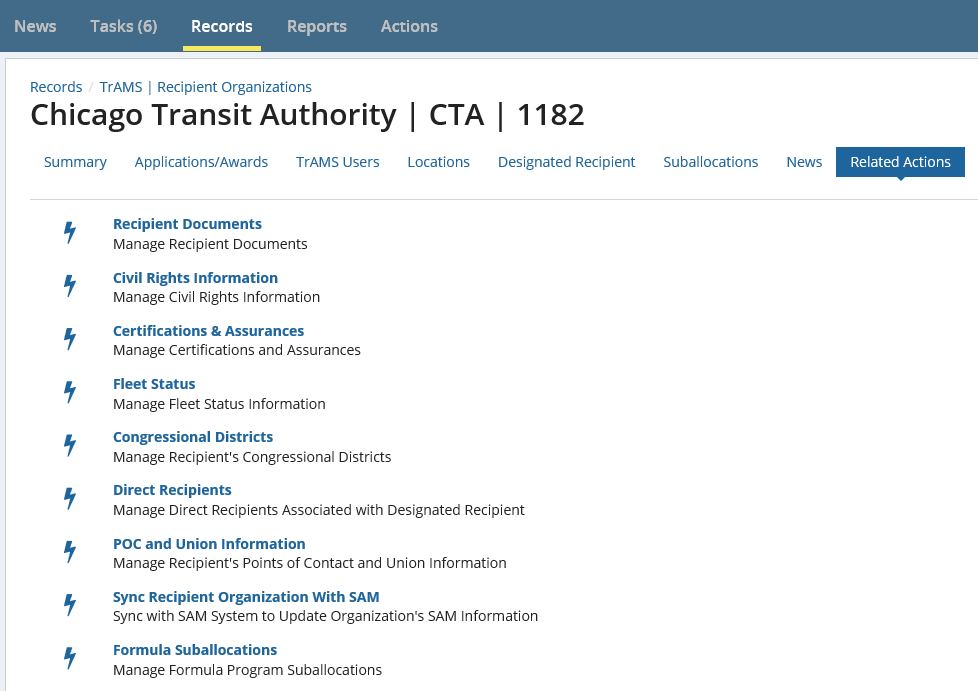 News Tasks (6) Records Reports Actions
Records / TrAMS | Recipient Organizations
Chicago Transit Authority | CTA | 1182
Summary Applications/Awards TrAMS Users Locations Designated Recipient Suballocations News Related Actions
Recipient Documents
Manage Recipient Documents
Civil Rights Information
Manage Civil Rights Information
Certifications & Assurances
Manage Certifications and Assurances
Fleet Status
Manage Fleet Status Information
Congressional Districts
Manage Recipient's Congressional Districts
Direct Recipients
Manage Direct Recipients Associated with Designated Recipient
POC and Union Information
Manage Recipient's Points of Contact and Union Information
Sync Recipient Organization With SAM
Sync with SAM System to Update Organization's SAM Information
Formula Suballocations
Manage Formula Program Suballocations